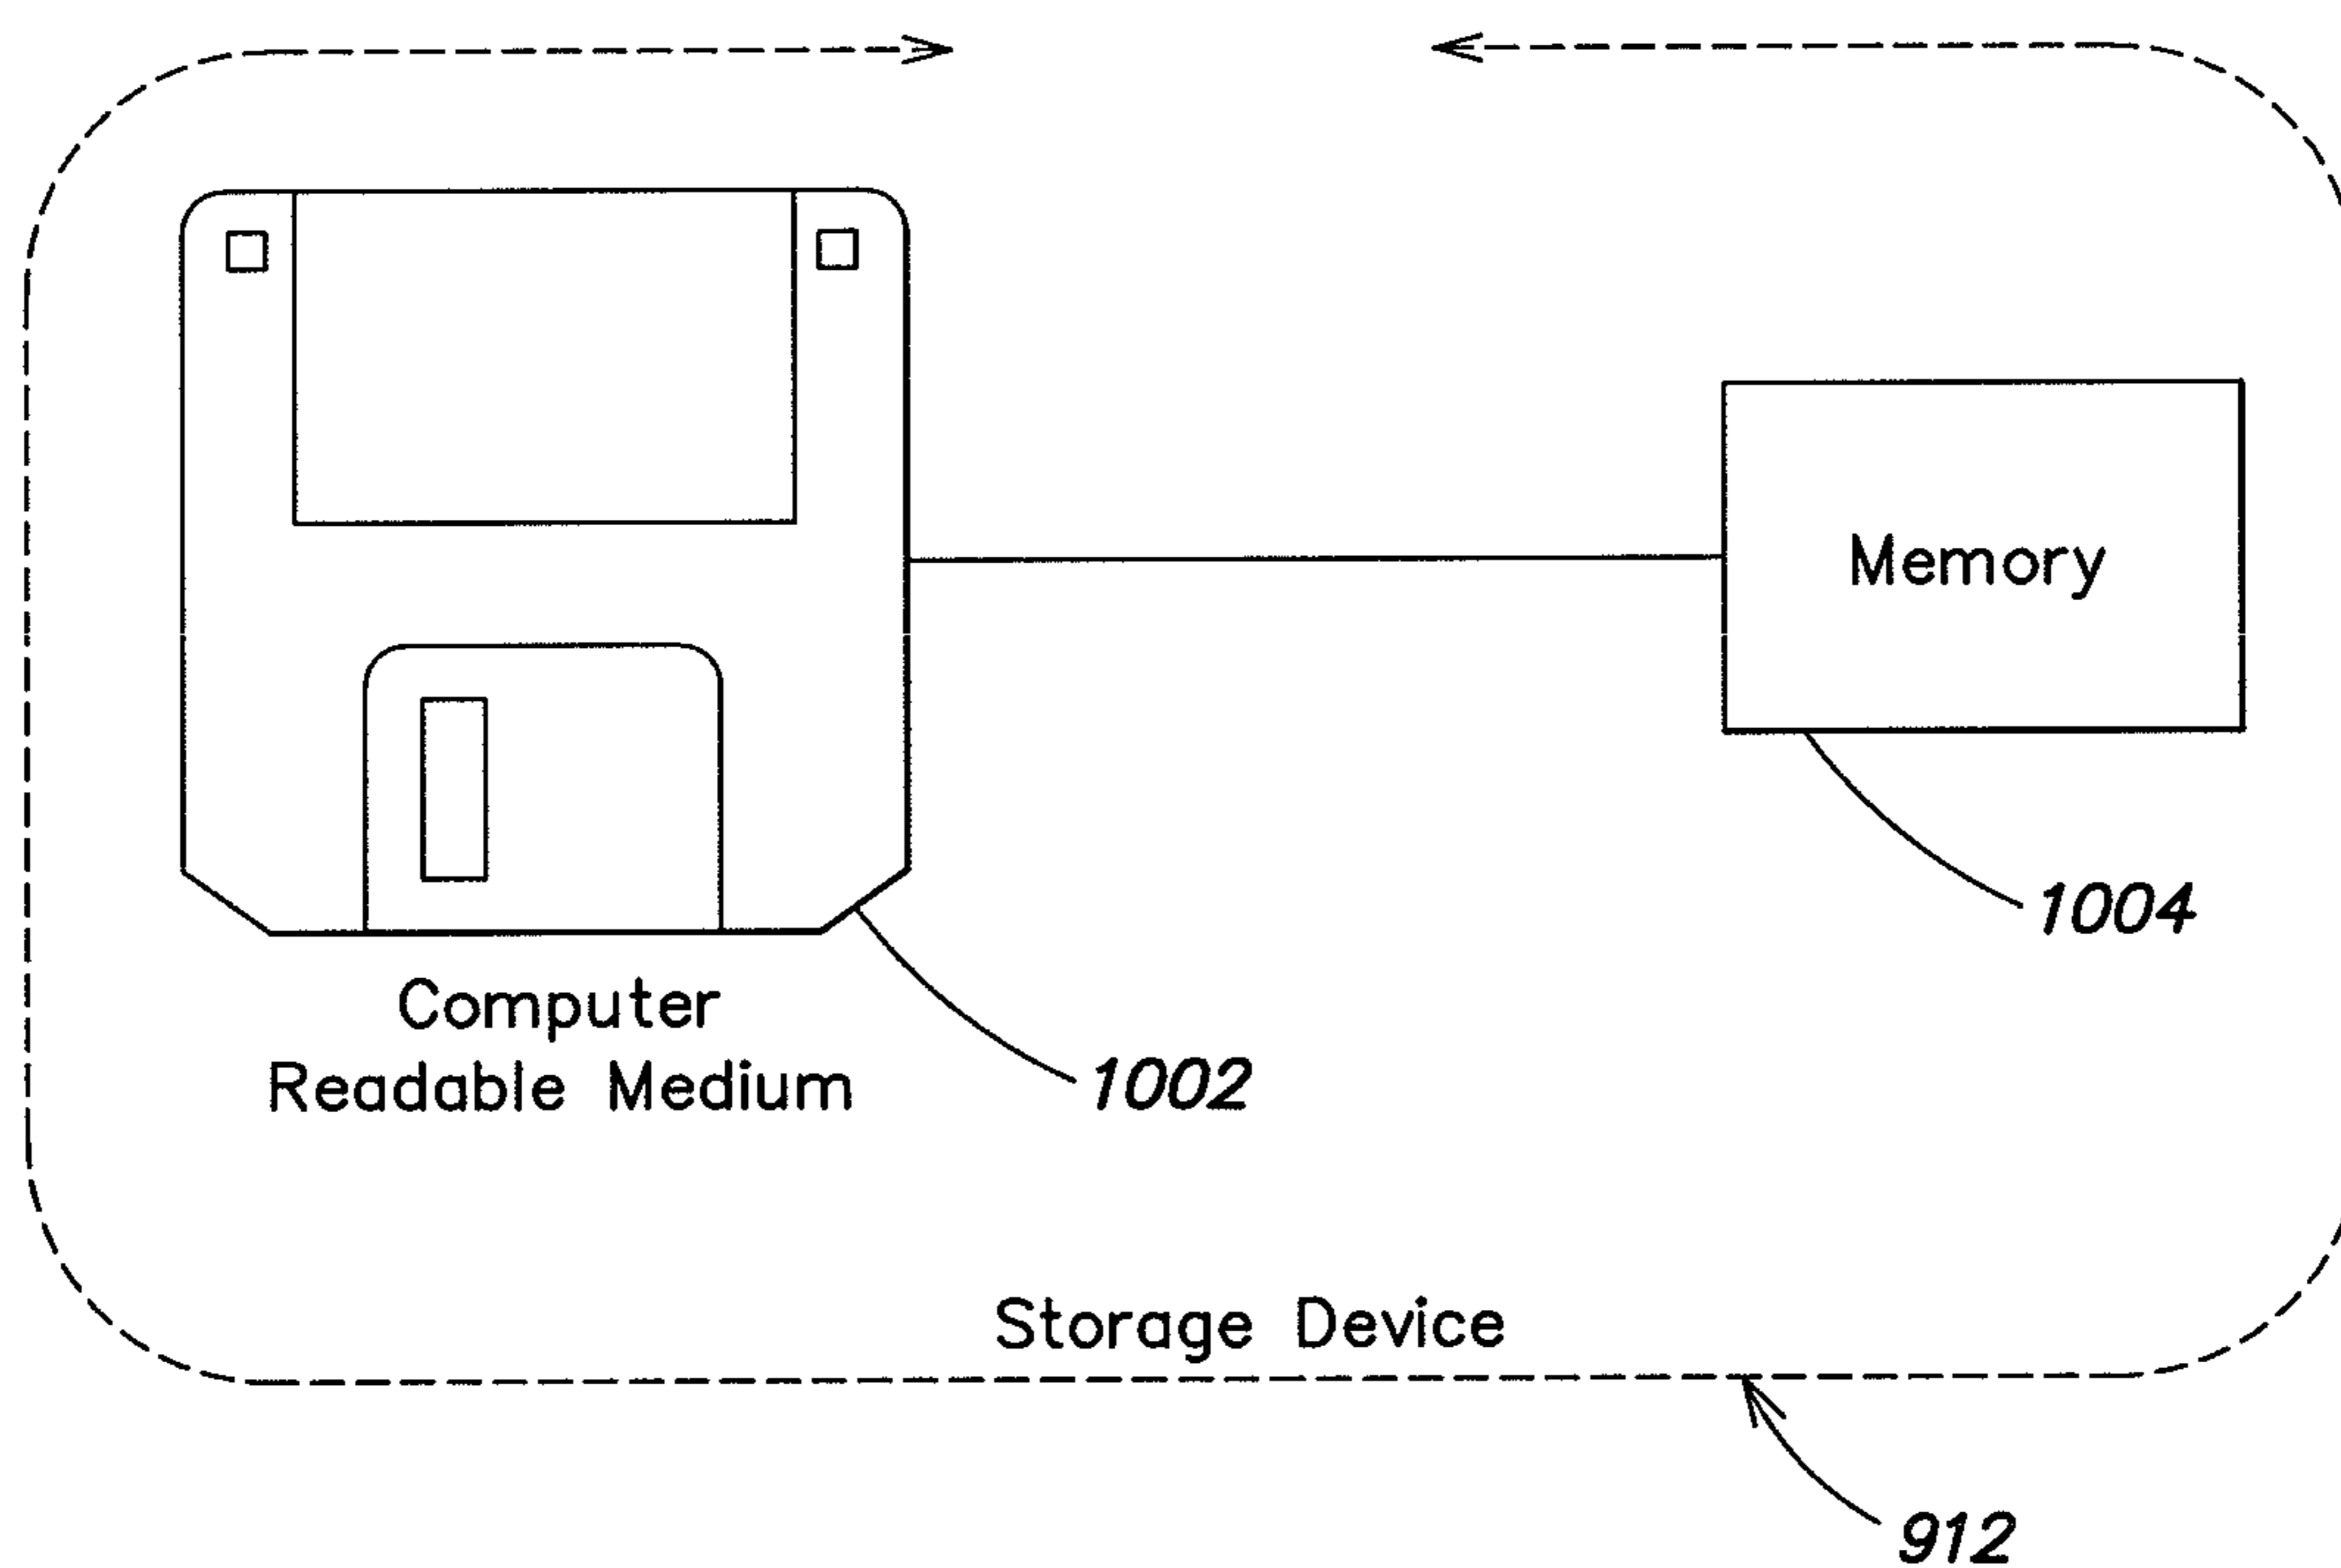 Memory
1004
Computer
Readable Medium
1002
Storage Device
912